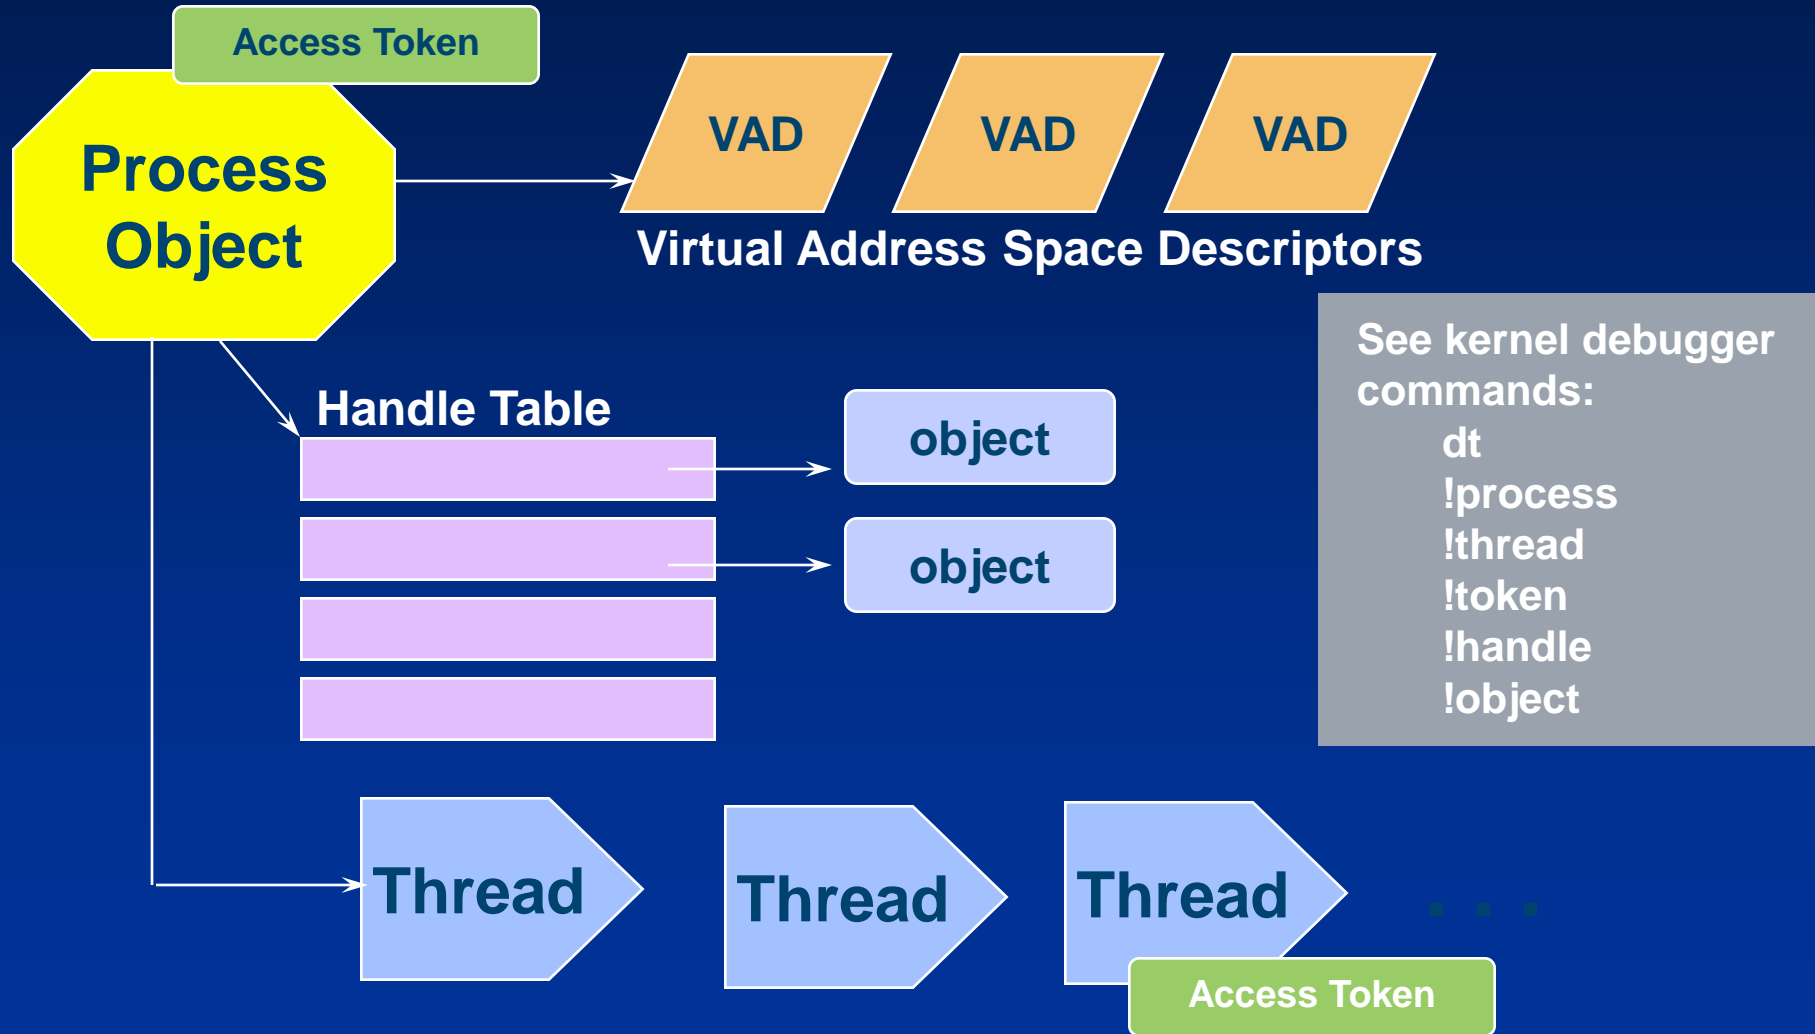 Access Token
Process
Object
VAD
VAD
VAD
Virtual Address Space Descriptors
See kernel debugger
commands:
dt
!process
!thread
!token
!handle
!object
Handle Table
object
object
Thread
Thread
Thread
. . .
Access Token